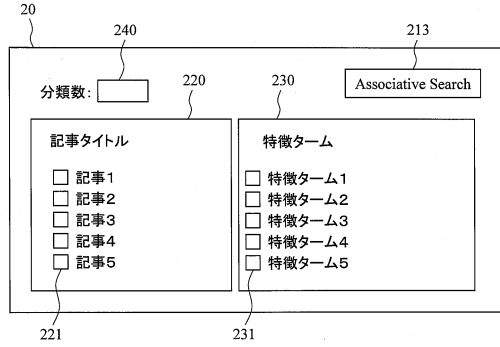 20
240
213
分類数:
220
230
Associative Search
記事タイトル
特徴ターム
記事1
特徴ターム1
記事2
特徴ターム2
記事3
特徴ターム3
記事4
特徴ターム4
記事5
特徴ターム5
221
231